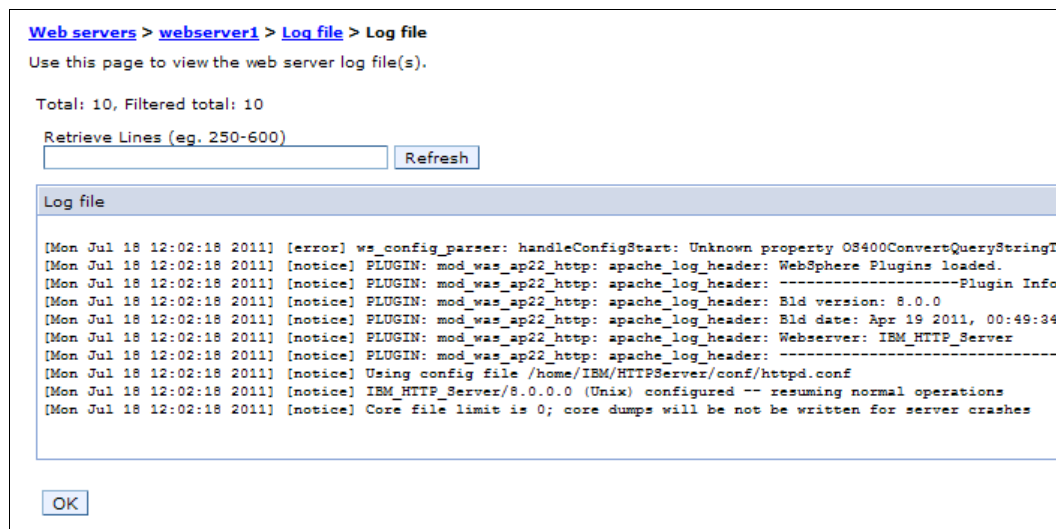 Web servers > webserver1 > Log file > Log file
Use this page to view the web server log file(s).
Total: 10, Filtered total: 10
Retrieve Lines (eg. 250-600)
Refresh
Log file
[Mon Jul 18 12:02:18 2011] [error] ws_config_parser: handleConfigStart: Unknown property OS400ConvertQueryStringT
[Mon Jul 18 12:02:18 2011] [notice] PLUGIN: mod_was_ap22_http: apache_log_header: WebSphere Plugins loaded.
[Mon Jul 18 12:02:18 2011] [notice] PLUGIN: mod_was_ap22_http: apache_log_header: --------------------Plugin Info
[Mon Jul 18 12:02:18 2011] [notice] PLUGIN: mod_was_ap22_http: apache_log_header: Bld version: 8.0.0
[Mon Jul 18 12:02:18 2011] [notice] PLUGIN: mod_was_ap22_http: apache_log_header: Bld date: Apr 19 2011, 00:49:34
[Mon Jul 18 12:02:18 2011] [notice] PLUGIN: mod_was_ap22_http: apache_log_header: Webserver: IBM_HTTP_Server
[Mon Jul 18 12:02:18 2011] [notice] PLUGIN: mod_was_ap22_http: apache_log_header: -------------------------------
[Mon Jul 18 12:02:18 2011] [notice] Using config file /home/IBM/HTTPServer/conf/httpd.conf
[Mon Jul 18 12:02:18 2011] [notice] IBM_HTTP_Server/8.0.0.0 (Unix) configured -- resuming normal operations
[Mon Jul 18 12:02:18 2011] [notice] Core file limit is 0; core dumps will be not be written for server crashes
OK